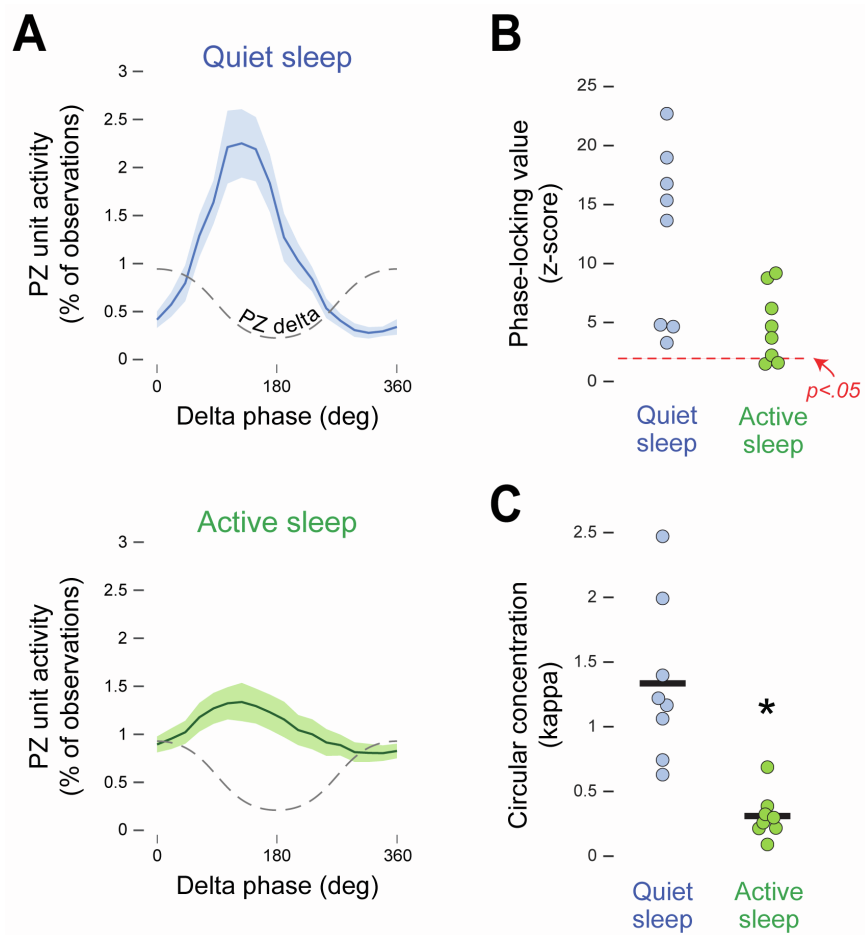 A
Quiet sleep
PZ unit activity
(% of observations)
3
2.5
2
1.5
1
0.5
0
PZ delta
0
180
360
Delta phase (deg)
Active sleep
PZ unit activity
(% of observations)
3
2.5
2
1.5
1
0.5
0
0
180
360
Delta phase (deg)
B
Phase-locking value
(z-score)
25
20
15
10
5
0
p<.05
Quiet
sleep
Active
sleep
C
Circular concentration
(kappa)
2.5
2
1.5
1
0.5
0
*
Quiet
sleep
Active
sleep